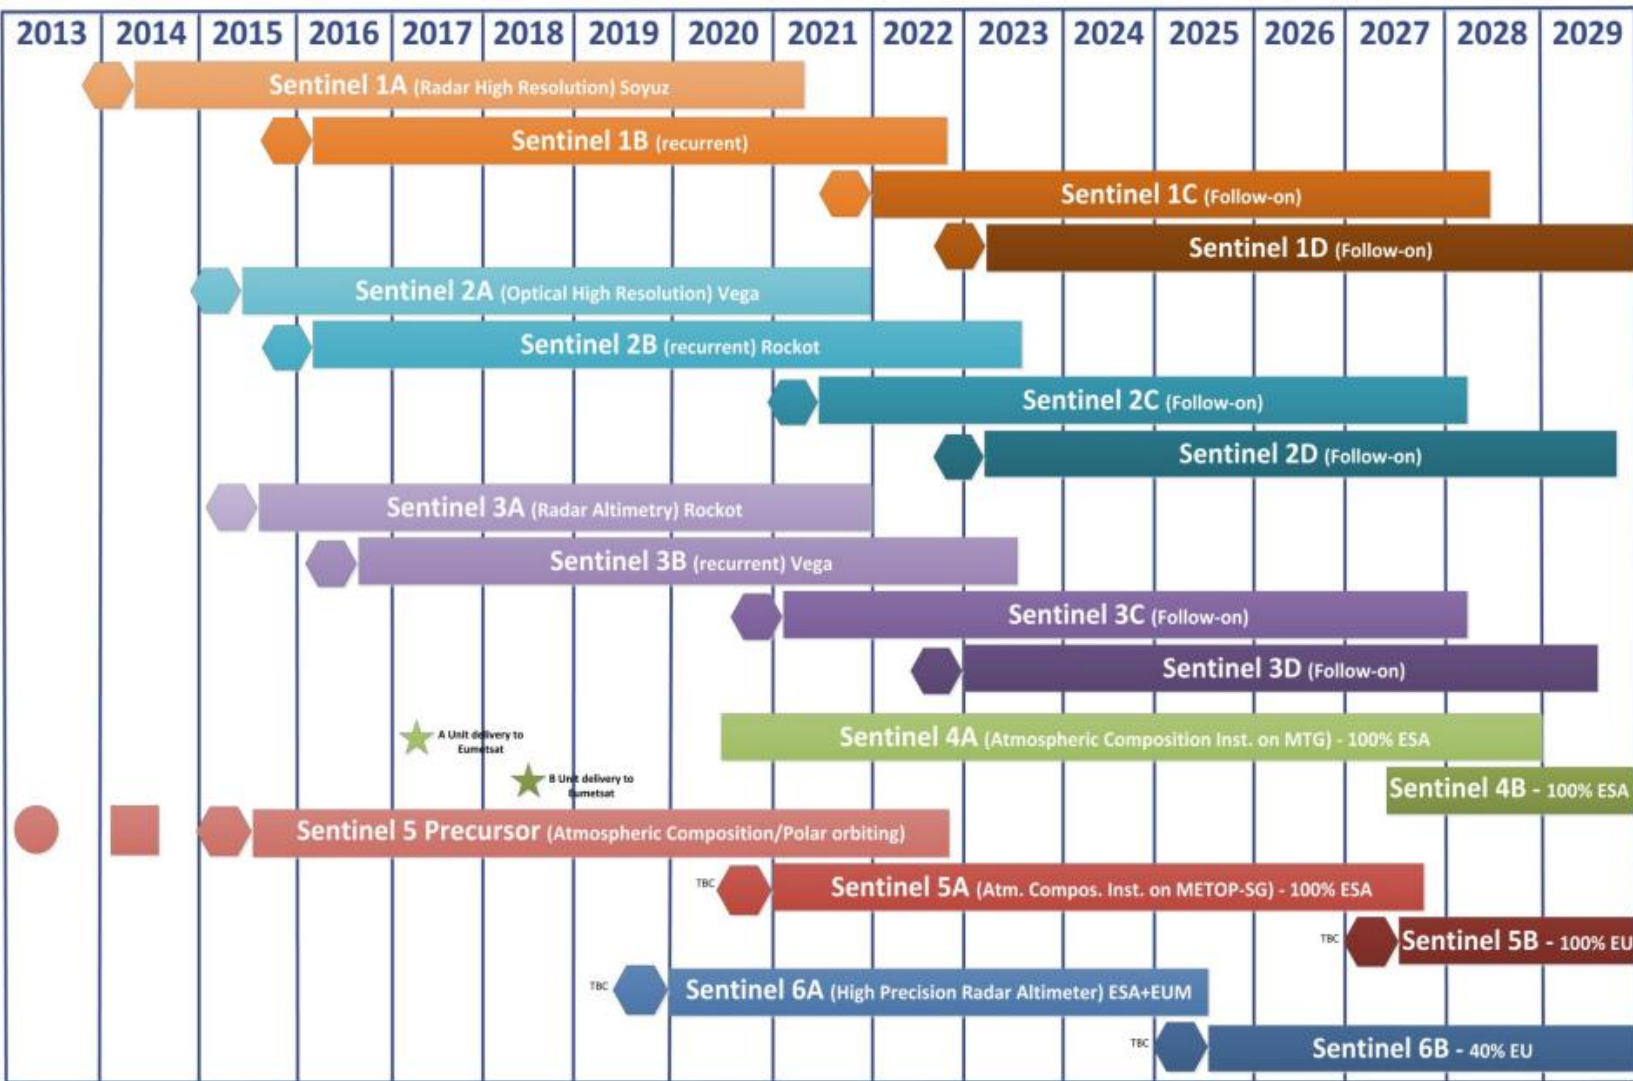 2013 2014 2015 2016 2017 2018 2019 2020 2021 2022 2023 2024 2025 2026 2027 2028 2029
Sentinel 1A (Radar High Resolution) Soyuz
Sentinel 1B (recurrent)
Sentinel 1C (Follow-on)
Sentinel 1D (Follow-on)
Sentinel 2A (Optical High Resolution) Vega
Sentinel 2B (recurrent) Rockot
Sentinel 2C (Follow-on)
Sentinel 2D (Follow-on)
Sentinel 3A (Radar Altimetry) Rockot
Sentinel 3B (recurrent) Vega
Sentinel 3C (Follow-on)
Sentinel 3D (Follow-on)
A Unit delivery to
Eumetsat
Sentinel 4A (Atmospheric Composition Inst. on MTG) - 100% ESA
B Unit delivery to
Eumetsat
Sentinel 4B - 100% ESA
Sentinel 5 Precursor (Atmospheric Composition/Polar orbiting)
TBC
Sentinel 5A (Atm. Compos. Inst. on METOP-SG) - 100% ESA
TBC
Sentinel 5B - 100% EU
TBC
Sentinel 6A (High Precision Radar Altimeter) ESA+EUM
TBC
Sentinel 6B - 40% EU